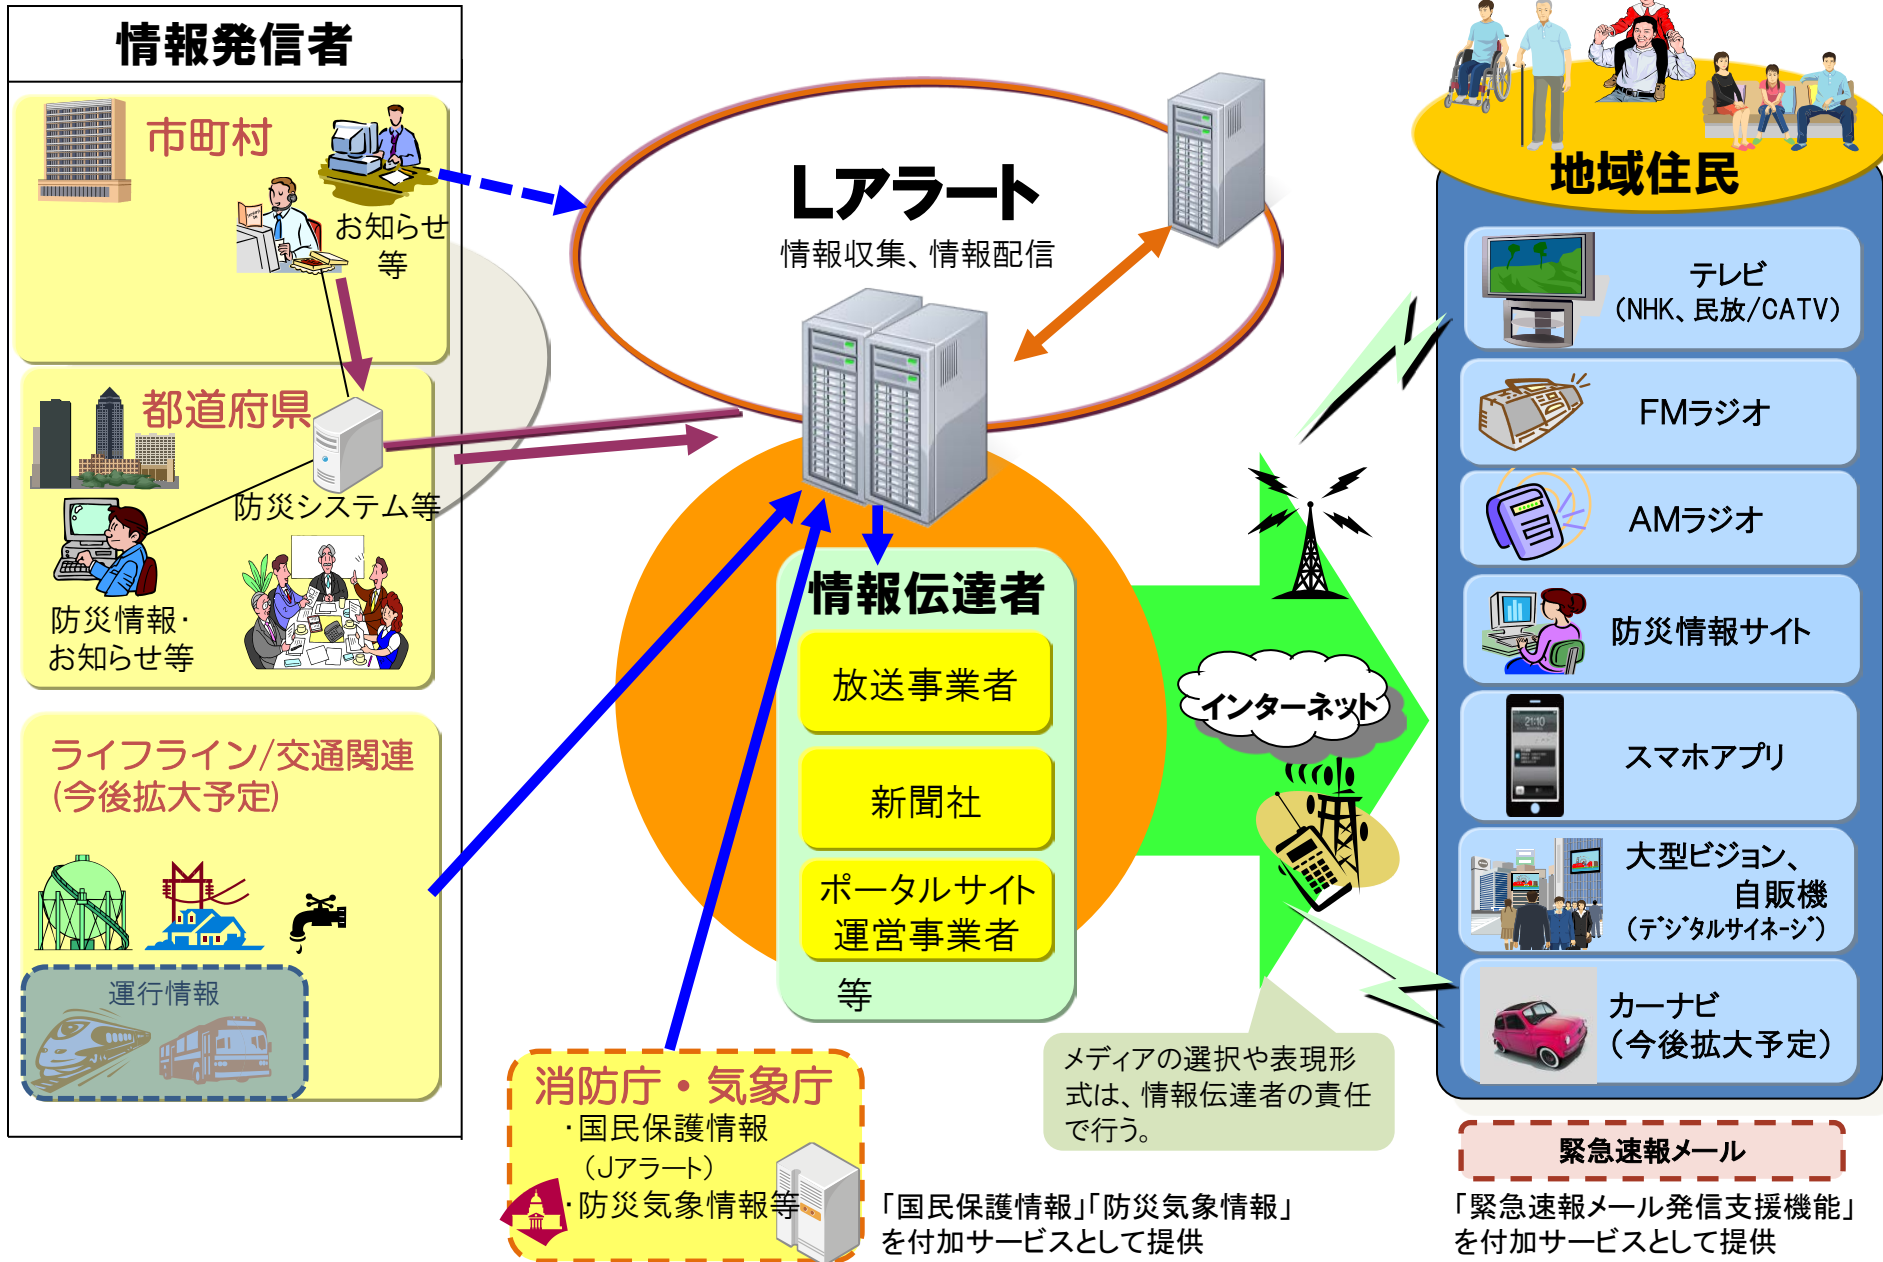 情報発信者
市町村
お知らせ
等
都道府県
防災システム等
防災情報・
お知らせ等
ライフライン/交通関連
(今後拡大予定)
運行情報
Lアラート
情報収集、情報配信
情報伝達者
放送事業者
新聞社
ポータルサイト
運営事業者
等
消防庁・気象庁
・国民保護情報
（Jアラート）
・防災気象情報等
「国民保護情報」「防災気象情報」
を付加サービスとして提供
インターネット
メディアの選択や表現形
式は、情報伝達者の責任
で行う。
地域住民
テレビ
（NHK、民放/CATV）
FMラジオ
AMラジオ
防災情報サイト
21:10
スマホアプリ
大型ビジョン、
自販機
（ﾃﾞｼﾞﾀﾙｻｲﾈｰｼﾞ）
カーナビ
（今後拡大予定）
緊急速報メール
「緊急速報メール発信支援機能」
を付加サービスとして提供